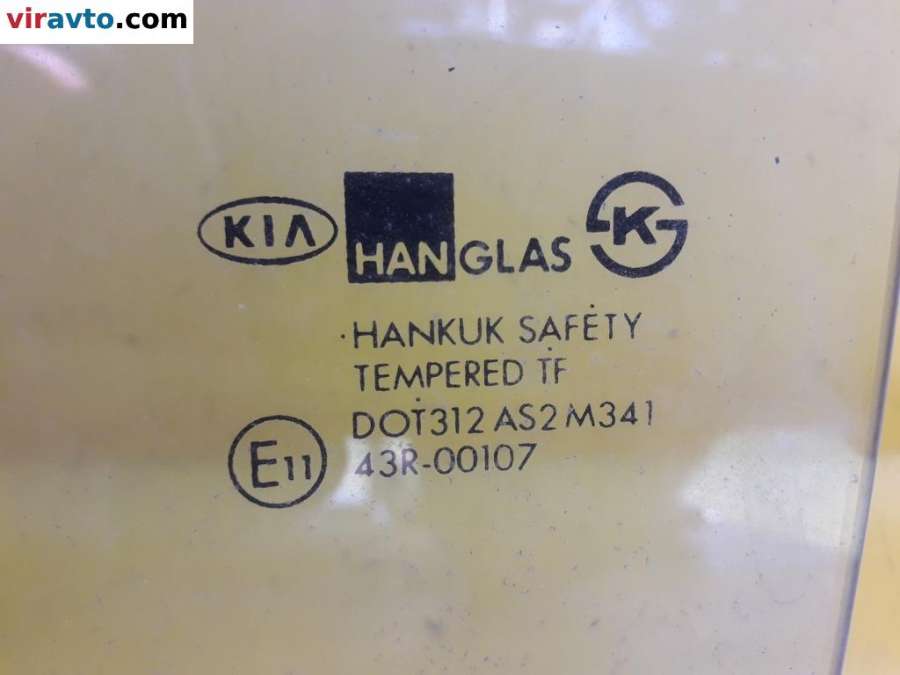 viravto.com
KIA HANGLAS K
HANKUK SAFETY
TEMPERED TF
DOT312 AS2 M341
E11 43R-00107